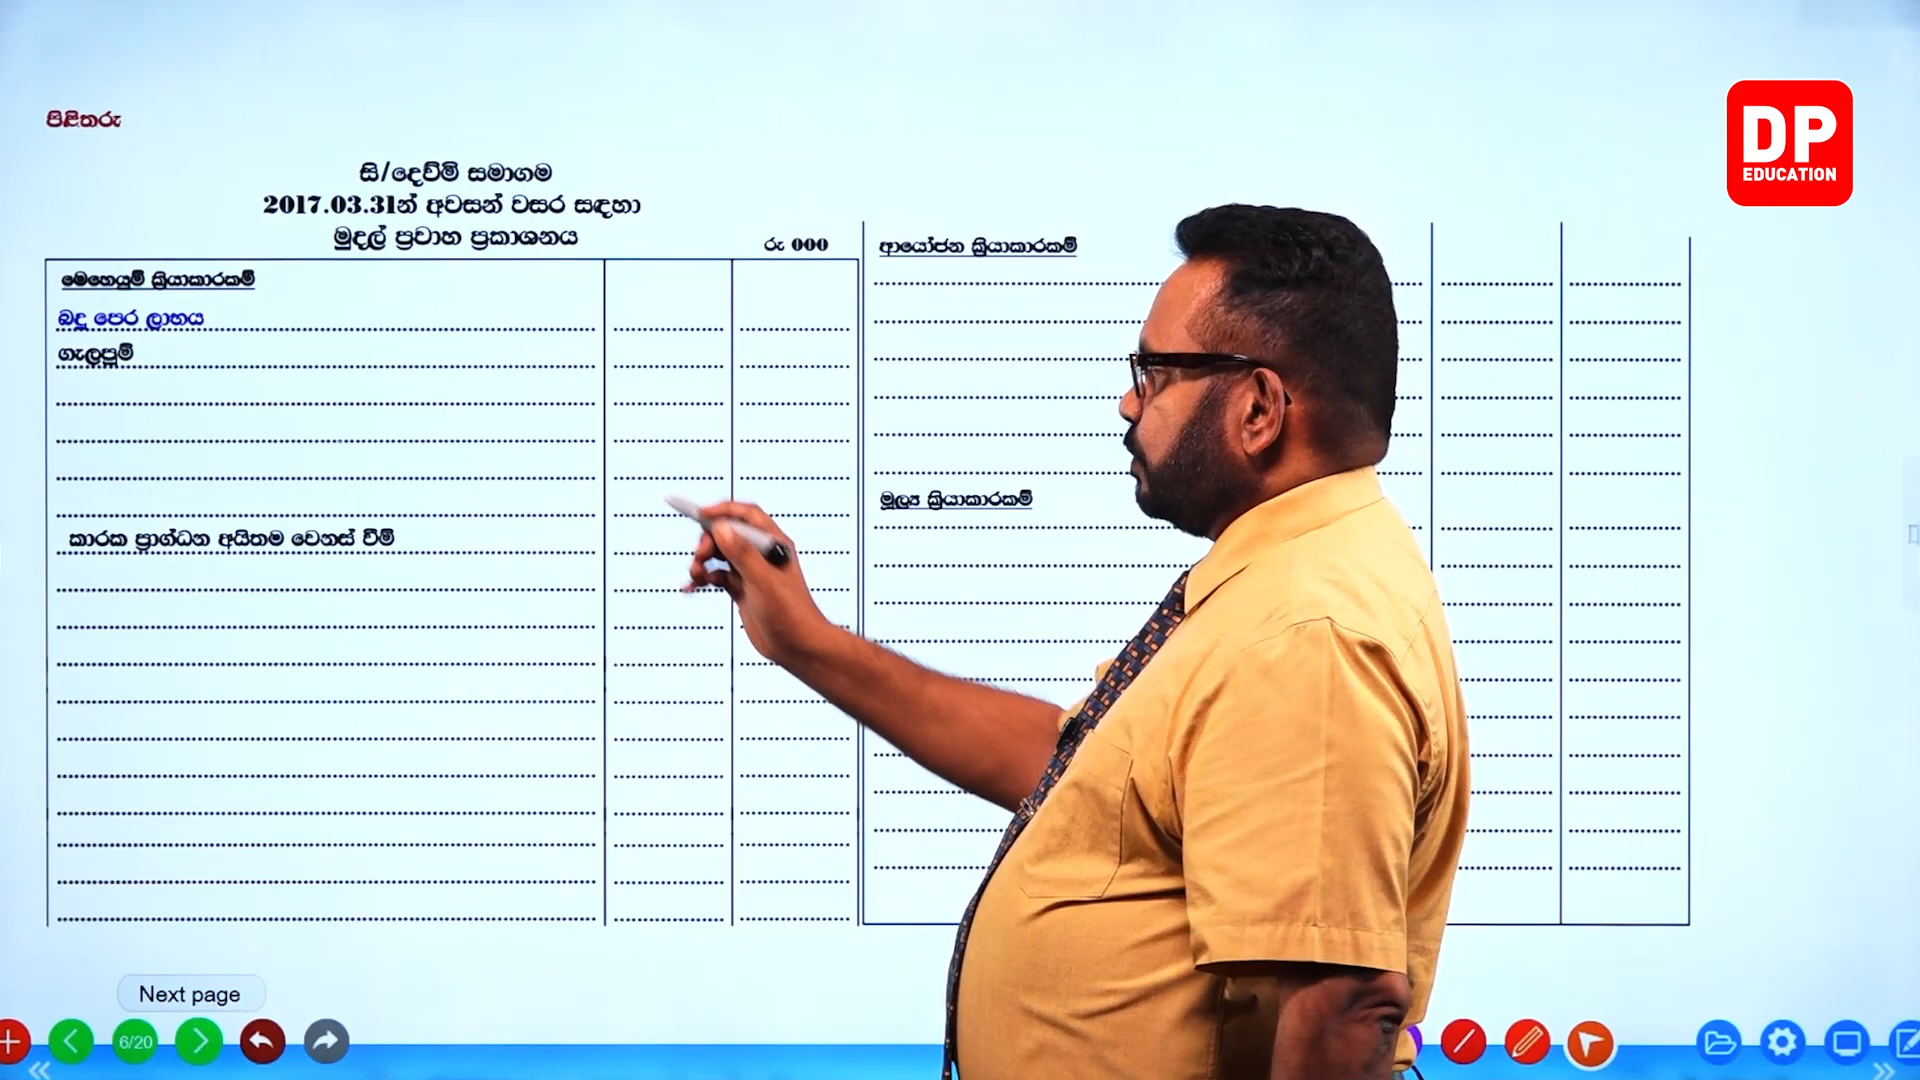 පිළිතරු
DP
EDUCATION
සි/දෙව්මි සමාගම
2017.03.31න් අවසන් වසර සඳහා
මුදල් ප්‍රවාහ ප්‍රකාශනය
රු 000
මෙහෙයුම් ක්‍රියාකාරකම්
බදු පෙර ලාභය
ගැලපුම්
කාරක ප්‍රාග්ධන අයිතම වෙනස් වීම්
ආයෝජන ක්‍රියාකාරකම්
මූල්‍ය ක්‍රියාකාරකම්
Next page
6/20